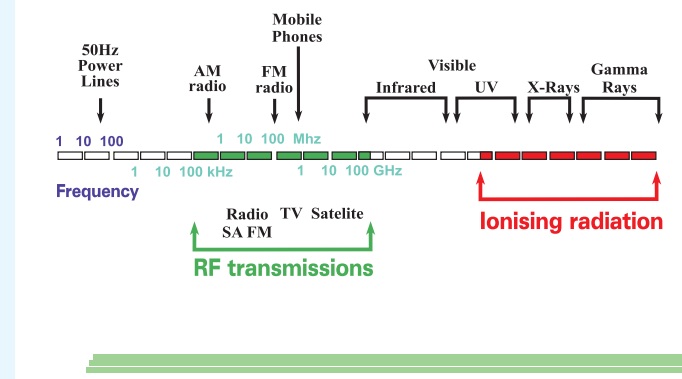 Mobile
Phones
50Hz
Power
Lines
AM
radio
FM
radio
Visible
Infrared
UV
X-Rays
Gamma
Rays
1 10 100
1 10 100 Mhz
1 10 100 kHz
1 10 100 GHz
Frequency
Radio TV Satelite
SA FM
RF transmissions
Ionising radiation